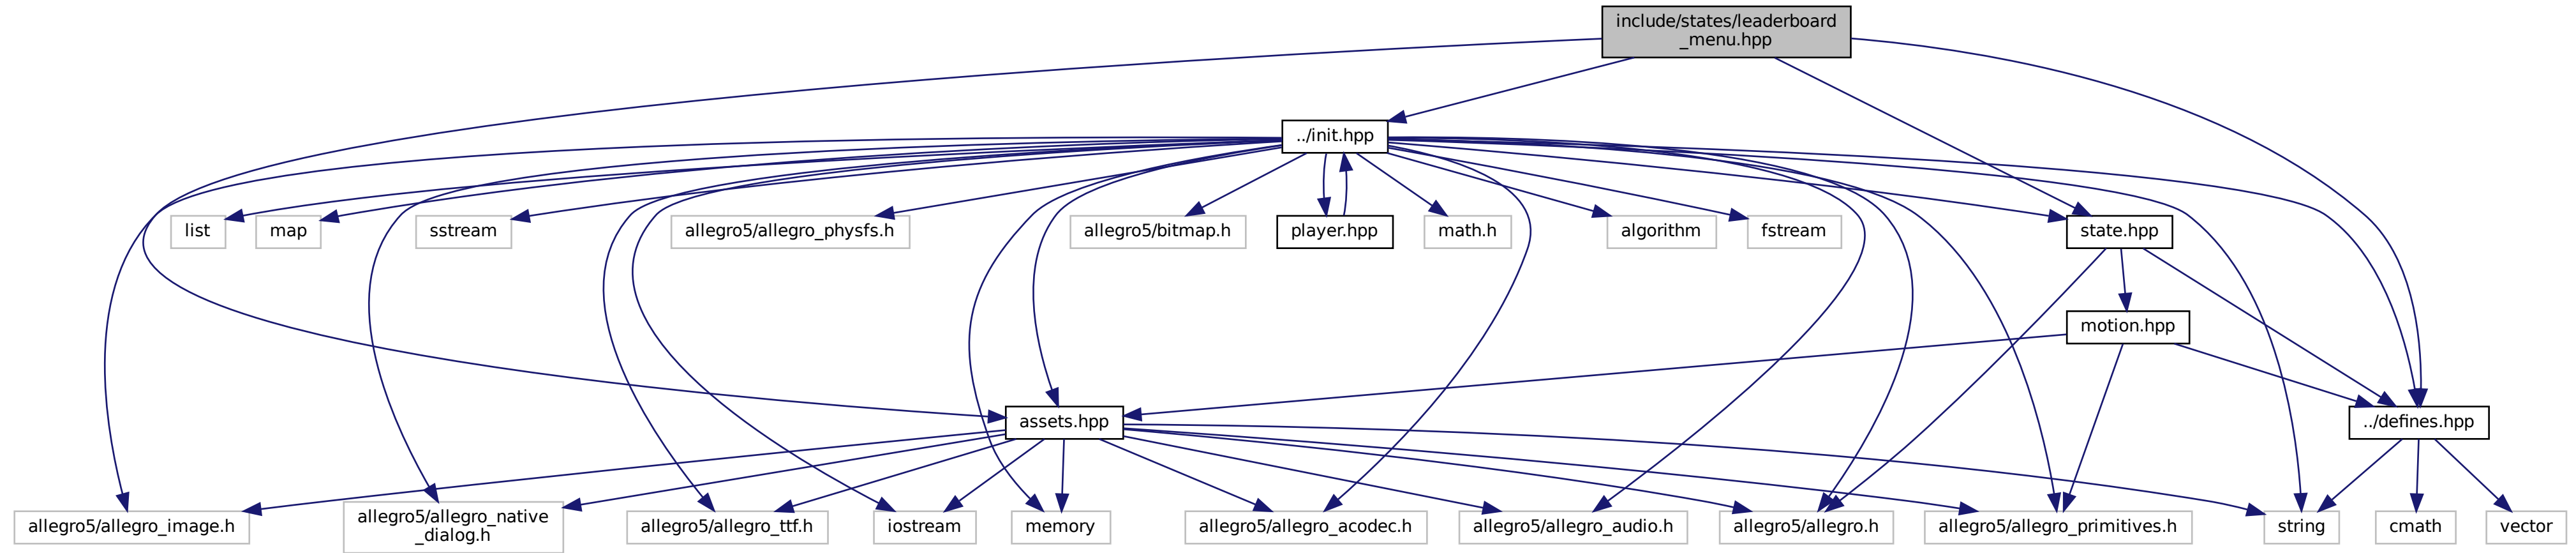 include/states/leaderboard
_menu.hpp
../init.hpp
list
map
sstream
allegro5/allegro_physfs.h
allegro5/bitmap.h
player.hpp
math.h
algorithm
fstream
state.hpp
motion.hpp
assets.hpp
../defines.hpp
allegro5/allegro_image.h
allegro5/allegro_native
_dialog.h
allegro5/allegro_ttf.h
iostream
memory
allegro5/allegro_acodec.h
allegro5/allegro_audio.h
allegro5/allegro.h
allegro5/allegro_primitives.h
string
cmath
vector